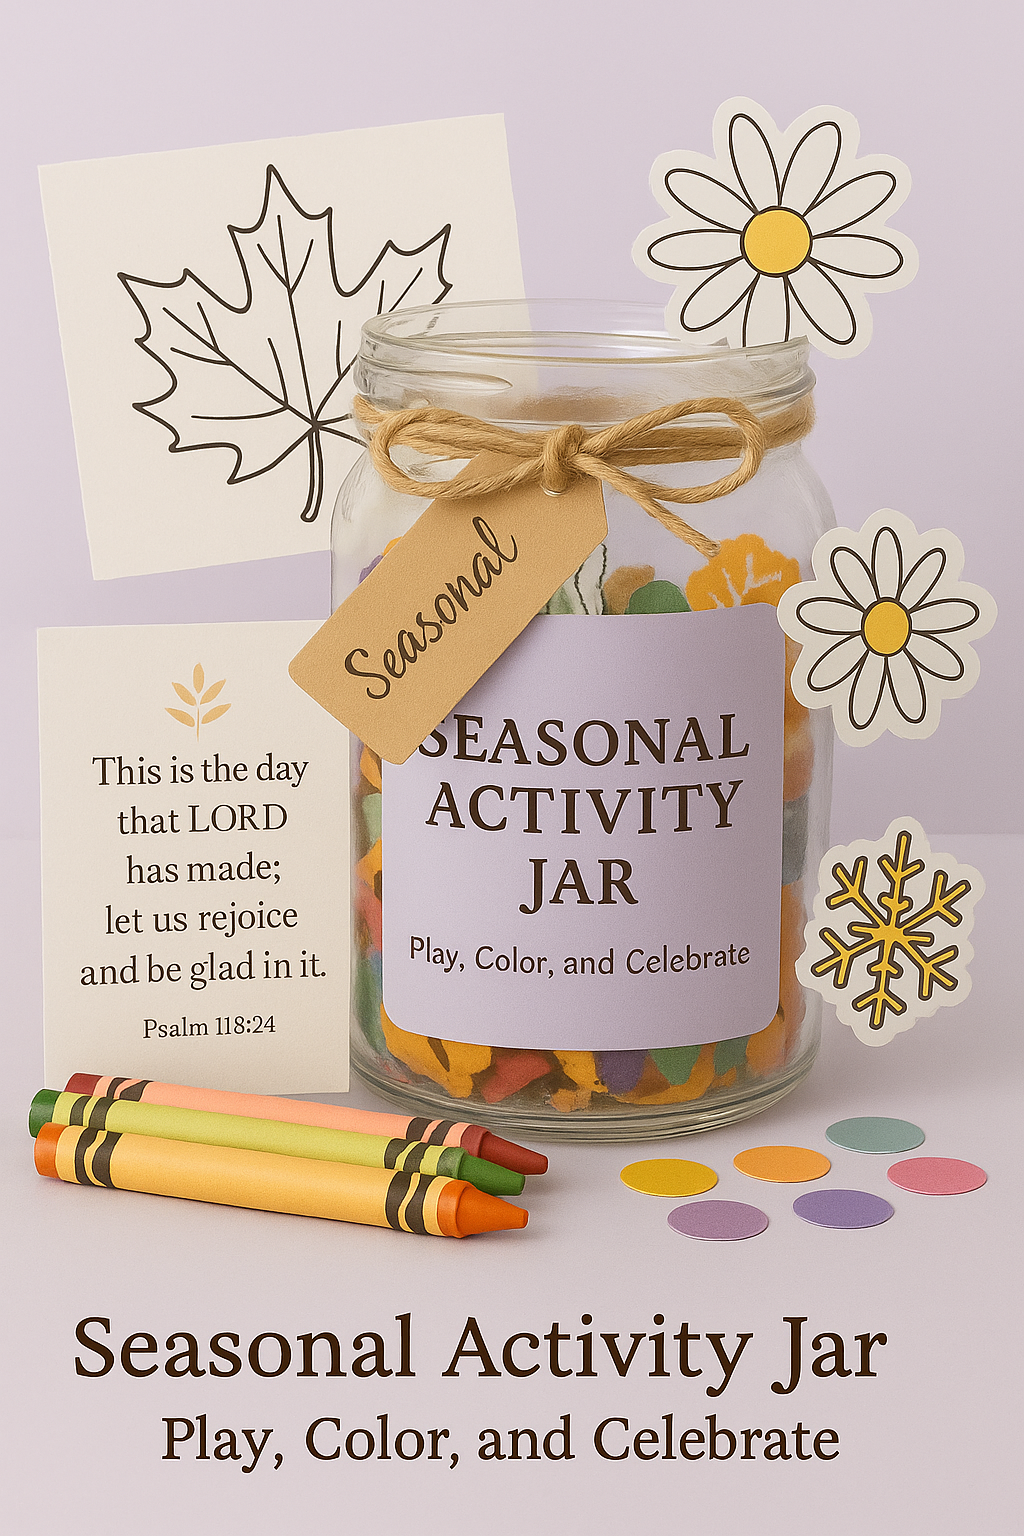 Seasonal
SEASONAL
ACTIVITY
JAR
Play, Color, and Celebrate
This is the day
that LORD
has made;
let us rejoice
and be glad in it.
Psalm 118:24
Seasonal Activity Jar
Play, Color, and Celebrate